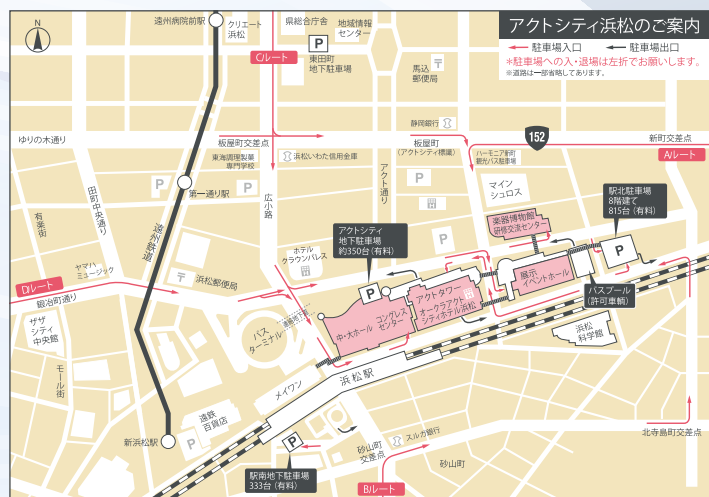 アクトシティ浜松のご案内
駐車場入口
駐車場出口
*駐車場への入・退場は左折でお願いします。
※道路は一部省略してあります。
N
遠州病院前駅
クリエート
浜松
県総合庁舎
地域情報
センター
P
東田町
地下駐車場
Cルート
馬込
郵便局
静岡銀行
152
ゆりの木通り
板屋町交差点
板屋町
(アクトシティ標識)
新町交差点
ハーモニア新町
観光バス駐車場
Aルート
東海調理製菓
専門学校
浜松いわた信用金庫
P
第一通り駅
P
P
マイン
シュロス
田町中央通り
有楽街
遠州鉄道
広小路
アクト通り
駅北駐車場
8階建て
815台(有料)
楽器博物館
研修交流センター
アクトシティ
地下駐車場
約350台(有料)
P
P
ホテル
クラウンパレス
ヤマハ
ミュージック
Dルート
鍛冶町通り
浜松郵便局
P
アクトタワー
オークラアクト
シティホテル浜松
展示
イベントホール
バスプール
(許可車輌)
コングレス
センター
中・大ホール
遠鉄地下道
バス
ターミナル
ザザ
シティ
中央館
浜松
科学館
モール街
メイワン
浜松駅
遠鉄
百貨店
新浜松駅
P
P
駅南地下駐車場
333台(有料)
砂山町
交差点
スルガ銀行
砂山町
北寺島町交差点
Bルート